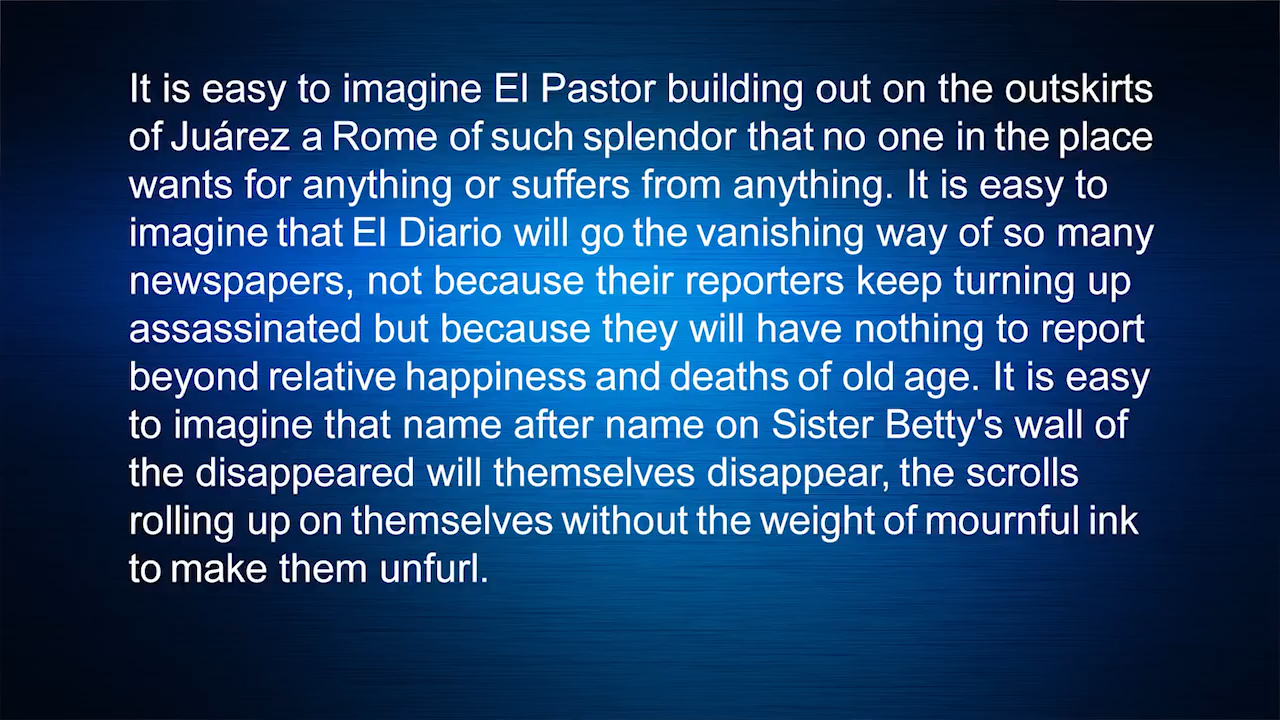 It is easy to imagine El Pastor building out on the outskirts
of Juárez a Rome of such splendor that no one in the place
wants for anything or suffers from anything. It is easy to
imagine that El Diario will go the vanishing way of so many
newspapers, not because their reporters keep turning up
assassinated but because they will have nothing to report
beyond relative happiness and deaths of old age. It is easy
to imagine that name after name on Sister Betty's wall of
the disappeared will themselves disappear, the scrolls
rolling up on themselves without the weight of mournful ink
to make them unfurl.